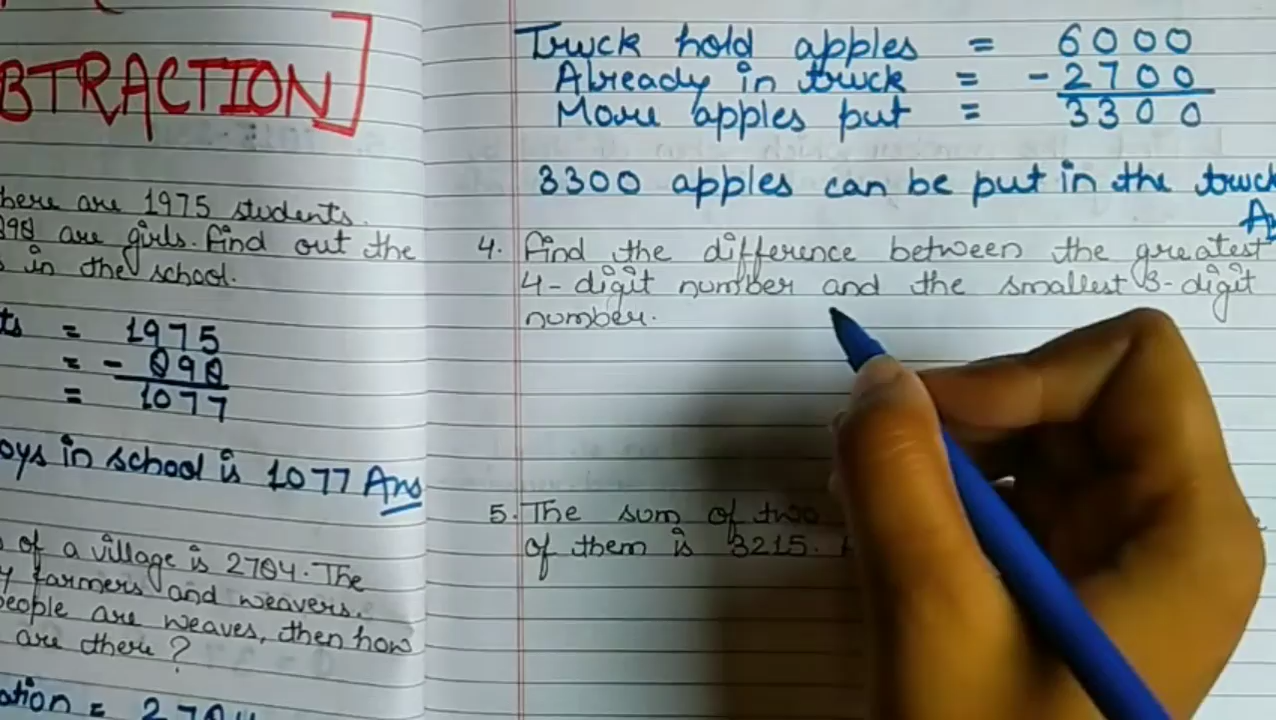 BTRACTION]
here are 1975 students.
898 are girls. Find out the
in the school.
= 1975
= - 898
= 1077
oys in school is 1077 Ans
of a village is 2784. The
farmers and weavers.
people are weaves, then how
are there?
ation = 2784
Truck hold apples = 6000
Already in truck = -2700
More apples put = 3300
3300 apples can be put in the truck
4. Find the difference between the greatest
4-digit number and the smallest 3-digit
number.
5. The sum of two
of them is 3215.